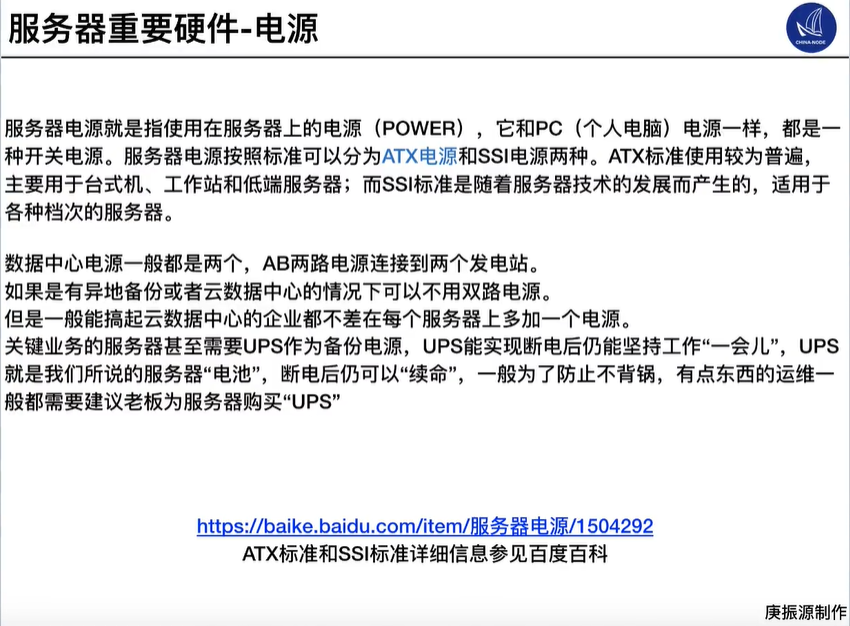 服务器重要硬件-电源
CHINA-NODE
服务器电源就是指使用在服务器上的电源（POWER），它和PC（个人电脑）电源一样，都是一
种开关电源。服务器电源按照标准可以分为ATX电源和SSI电源两种。ATX标准使用较为普遍，
主要用于台式机、工作站和低端服务器；而SSI标准是随着服务器技术的发展而产生的，适用于
各种档次的服务器。
数据中心电源一般都是两个，AB两路电源连接到两个发电站。
如果是有异地备份或者云数据中心的情况下可以不用双路电源。
但是一般能搞起云数据中心的企业都不差在每个服务器上多加一个电源。
关键业务的服务器甚至需要UPS作为备份电源，UPS能实现断电后仍能坚持工作“一会儿”，UPS
就是我们所说的服务器“电池”，断电后仍可以“续命”，一般为了防止不背锅，有点东西的运维一
般都需要建议老板为服务器购买“UPS”
https://baike.baidu.com/item/服务器电源/1504292
ATX标准和SSI标准详细信息参见百度百科
庚振源制作